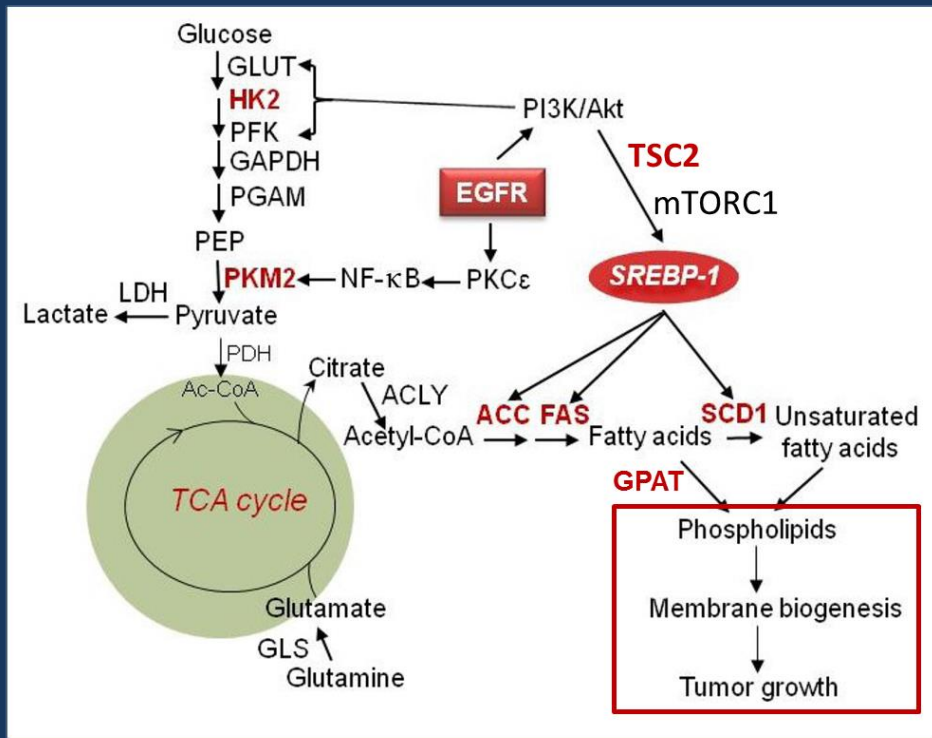 Glucose
GLUT
HK2
PFK
GAPDH
PGAM
PEP
PKM2
NF-κB
PKCε
EGFR
PI3K/Akt
TSC2
mTORC1
SREBP-1
LDH
Lactate
Pyruvate
PDH
Ac-CoA
Citrate
ACLY
Acetyl-CoA
ACC
FAS
Fatty acids
SCD1
Unsaturated
fatty acids
GPAT
TCA cycle
Glutamate
GLS
Glutamine
Phospholipids
Membrane biogenesis
Tumor growth